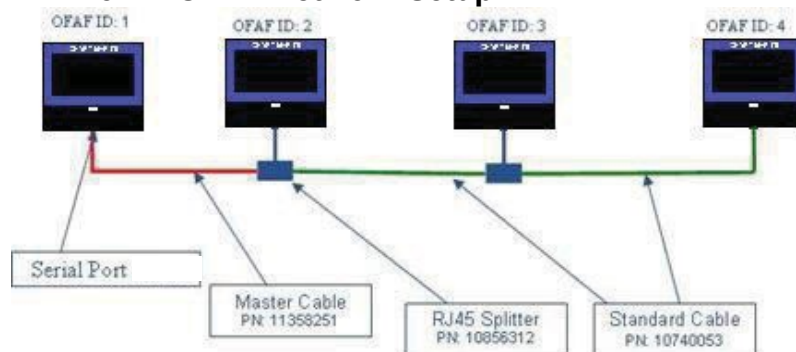 OFAF ID: 1
OFAF ID: 2
OFAF ID: 3
OFAF ID: 4
Serial Port
Master Cable
PN: 11358251
RJ45 Splitter
PN: 10856312
Standard Cable
PN: 10740053